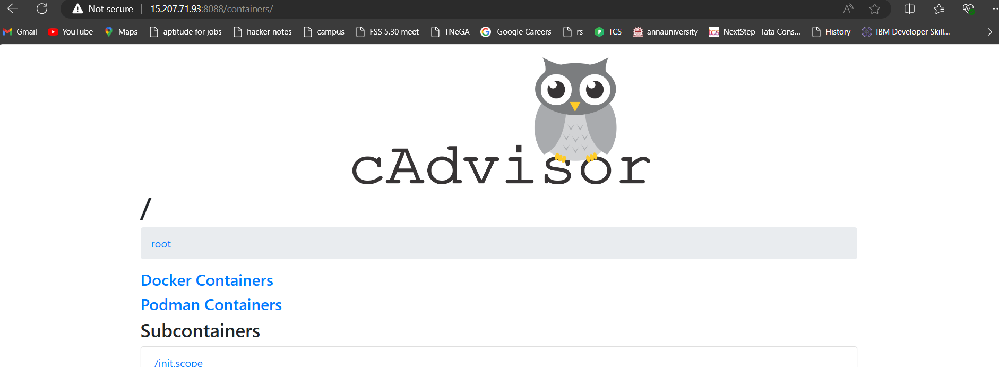 Not secure 15.207.71.93:8088/containers/
Gmail YouTube Maps aptitude for jobs hacker notes campus FSS 5.30 meet TNeGA Google Careers rs TCS annauniversity NextStep- Tata Cons... History IBM Developer Skill...
cAdvisor
/
root
Docker Containers
Podman Containers
Subcontainers
/init.scope